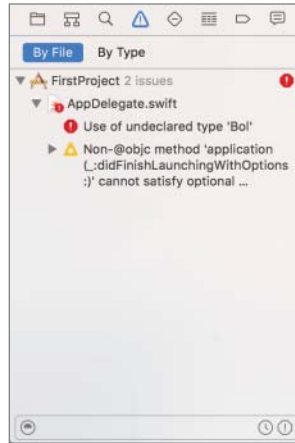 By File By Type
FirstProject 2 issues
AppDelegate.swift
Use of undeclared type 'Bol'
Non-@objc method 'application
(_:didFinishLaunchingWithOptions
:)' cannot satisfy optional ...